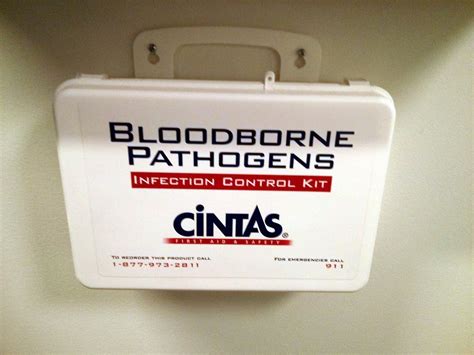 BLOODBORNE
PATHOGENS
INFECTION CONTROL KIT
CiNTAS®
FIRST AID & SAFETY
TO REORDER THIS PRODUCT CALL
1-877-973-2811
FOR EMERGENCIES CALL
911